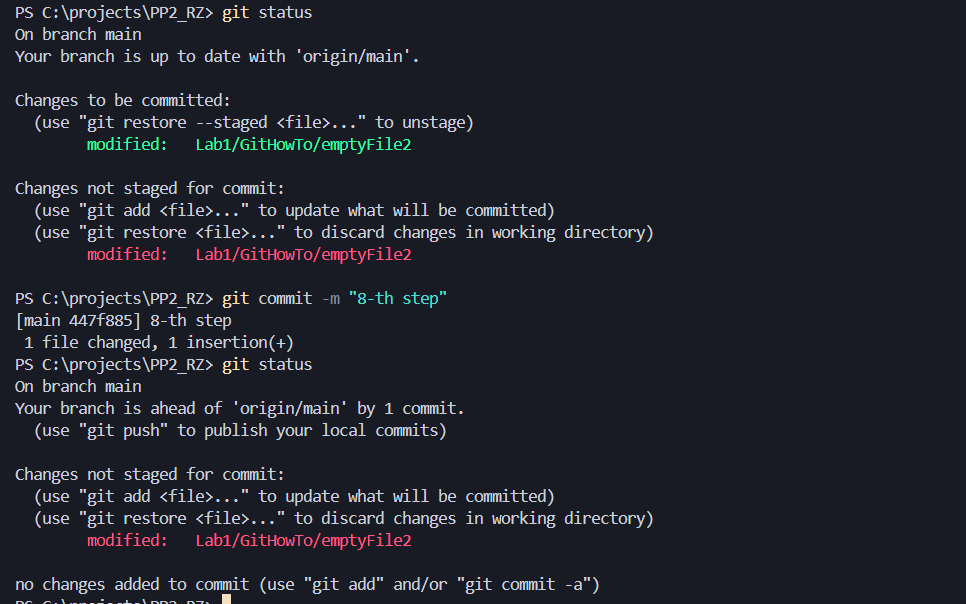 PS C:\projects\PP2_RZ> git status
On branch main
Your branch is up to date with 'origin/main'.
Changes to be committed:
(use "git restore --staged <file>..." to unstage)
modified: Lab1/GitHowTo/emptyFile2
Changes not staged for commit:
(use "git add <file>..." to update what will be committed)
(use "git restore <file>..." to discard changes in working directory)
modified: Lab1/GitHowTo/emptyFile2
PS C:\projects\PP2_RZ> git commit -m "8-th step"
[main 447f885] 8-th step
1 file changed, 1 insertion(+)
PS C:\projects\PP2_RZ> git status
On branch main
Your branch is ahead of 'origin/main' by 1 commit.
(use "git push" to publish your local commits)
Changes not staged for commit:
(use "git add <file>..." to update what will be committed)
(use "git restore <file>..." to discard changes in working directory)
modified: Lab1/GitHowTo/emptyFile2
no changes added to commit (use "git add" and/or "git commit -a")
PS C:\projects\PP2_RZ>